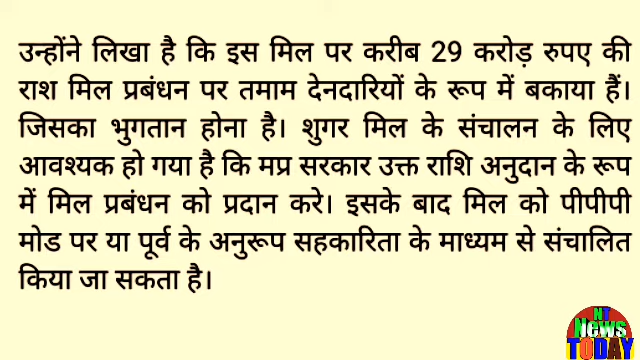 उन्होंने लिखा है कि इस मिल पर करीब 29 करोड़ रुपए की
राश मिल प्रबंधन पर तमाम देनदारियों के रूप में बकाया हैं।
जिसका भुगतान होना है। शुगर मिल के संचालन के लिए
आवश्यक हो गया है कि मप्र सरकार उक्त राशि अनुदान के रूप
में मिल प्रबंधन को प्रदान करे। इसके बाद मिल को पीपीपी
मोड पर या पूर्व के अनुरूप सहकारिता के माध्यम से संचालित
किया जा सकता है।
NT
News
TODAY